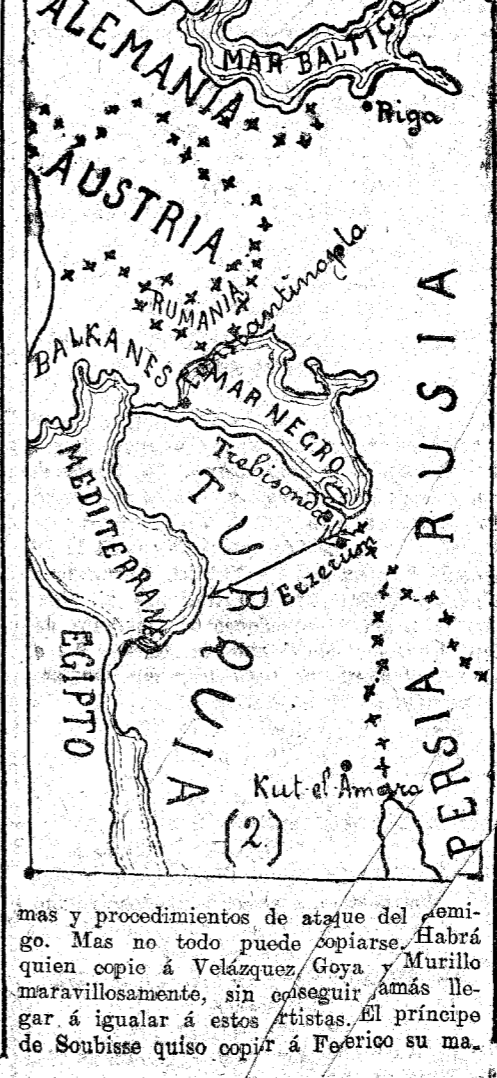 ALEMANIA
MAR BALTICO
Riga
AUSTRIA
RUMANIA
Constantinopla
BALKANES
MAR NEGRO
RUSIA
Trebisonda
MEDITERRANEO
TURQUIA
Erzerum
EGIPTO
PERSIA
Kut-el-Amara
(2)
mas y procedimientos de ataque del enemi-
go. Mas no todo puede copiarse. Habrá
quien copie á Velázquez, Goya y Murillo
maravillosamente, sin conseguir jamás lle-
gar á igualar á estos artistas. El príncipe
de Soubisse quiso copiar á Federico su ma-